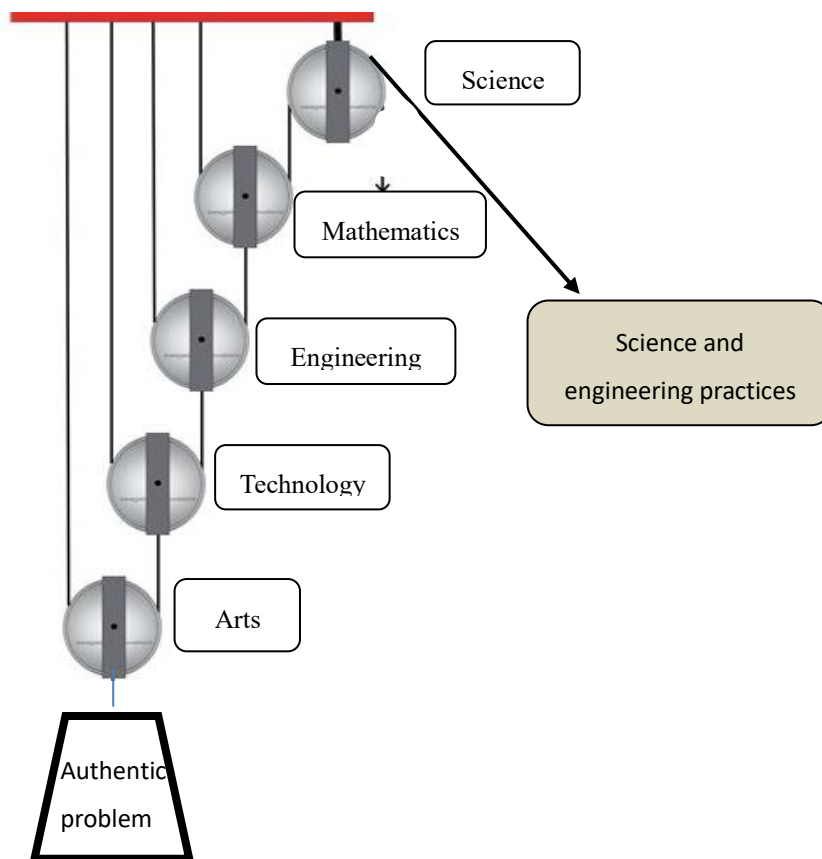 Science
Mathematics
Engineering
Science and
engineering practices
Technology
Arts
Authentic
problem